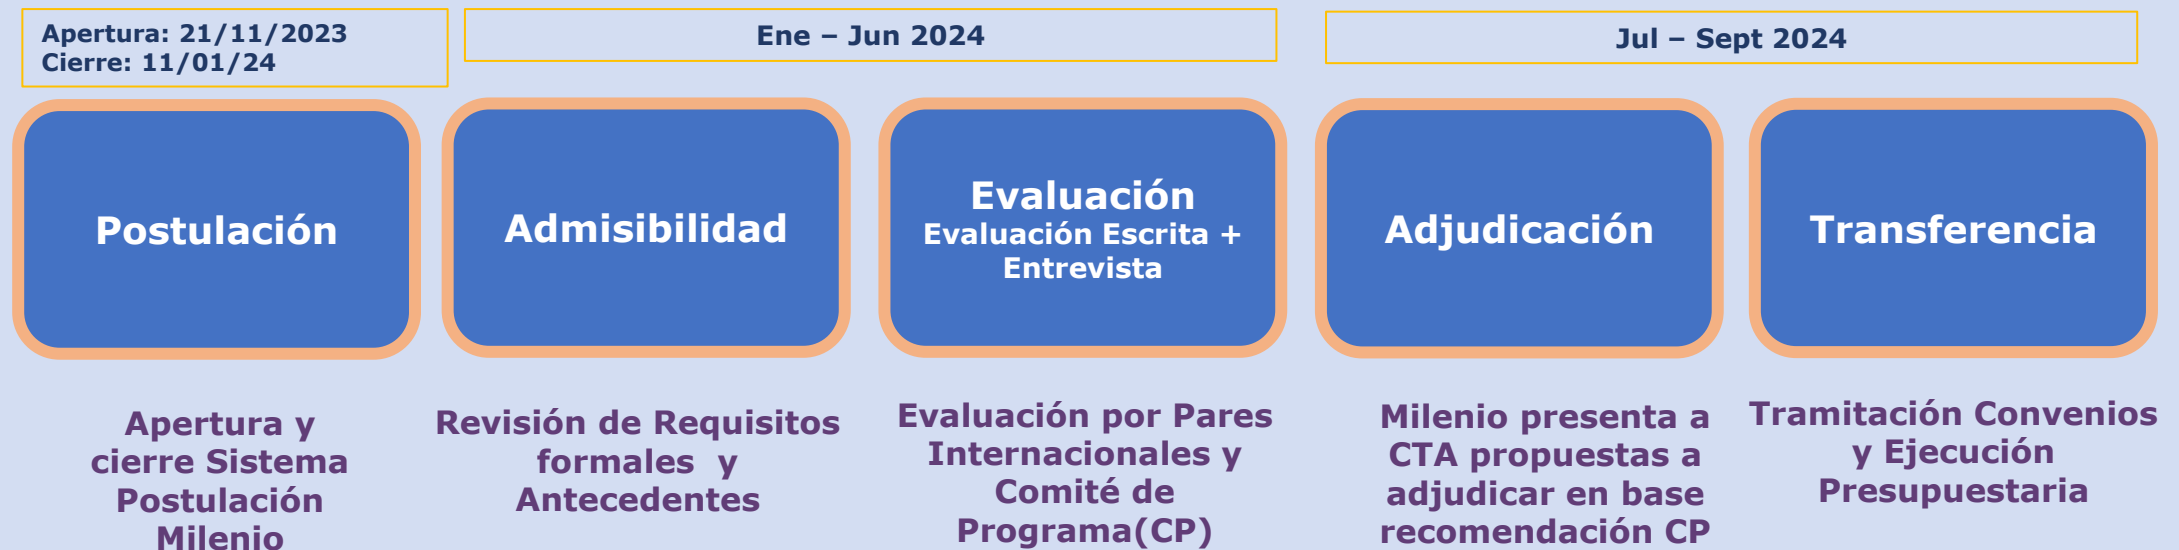 Apertura: 21/11/2023
Cierre: 11/01/24
Ene – Jun 2024
Jul – Sept 2024
Postulación
Admisibilidad
Evaluación
Evaluación Escrita +
Entrevista
Adjudicación
Transferencia
Apertura y
cierre Sistema
Postulación
Milenio
Revisión de Requisitos
formales y
Antecedentes
Evaluación por Pares
Internacionales y
Comité de
Programa(CP)
Milenio presenta a
CTA propuestas a
adjudicar en base
recomendación CP
Tramitación Convenios
y Ejecución
Presupuestaria